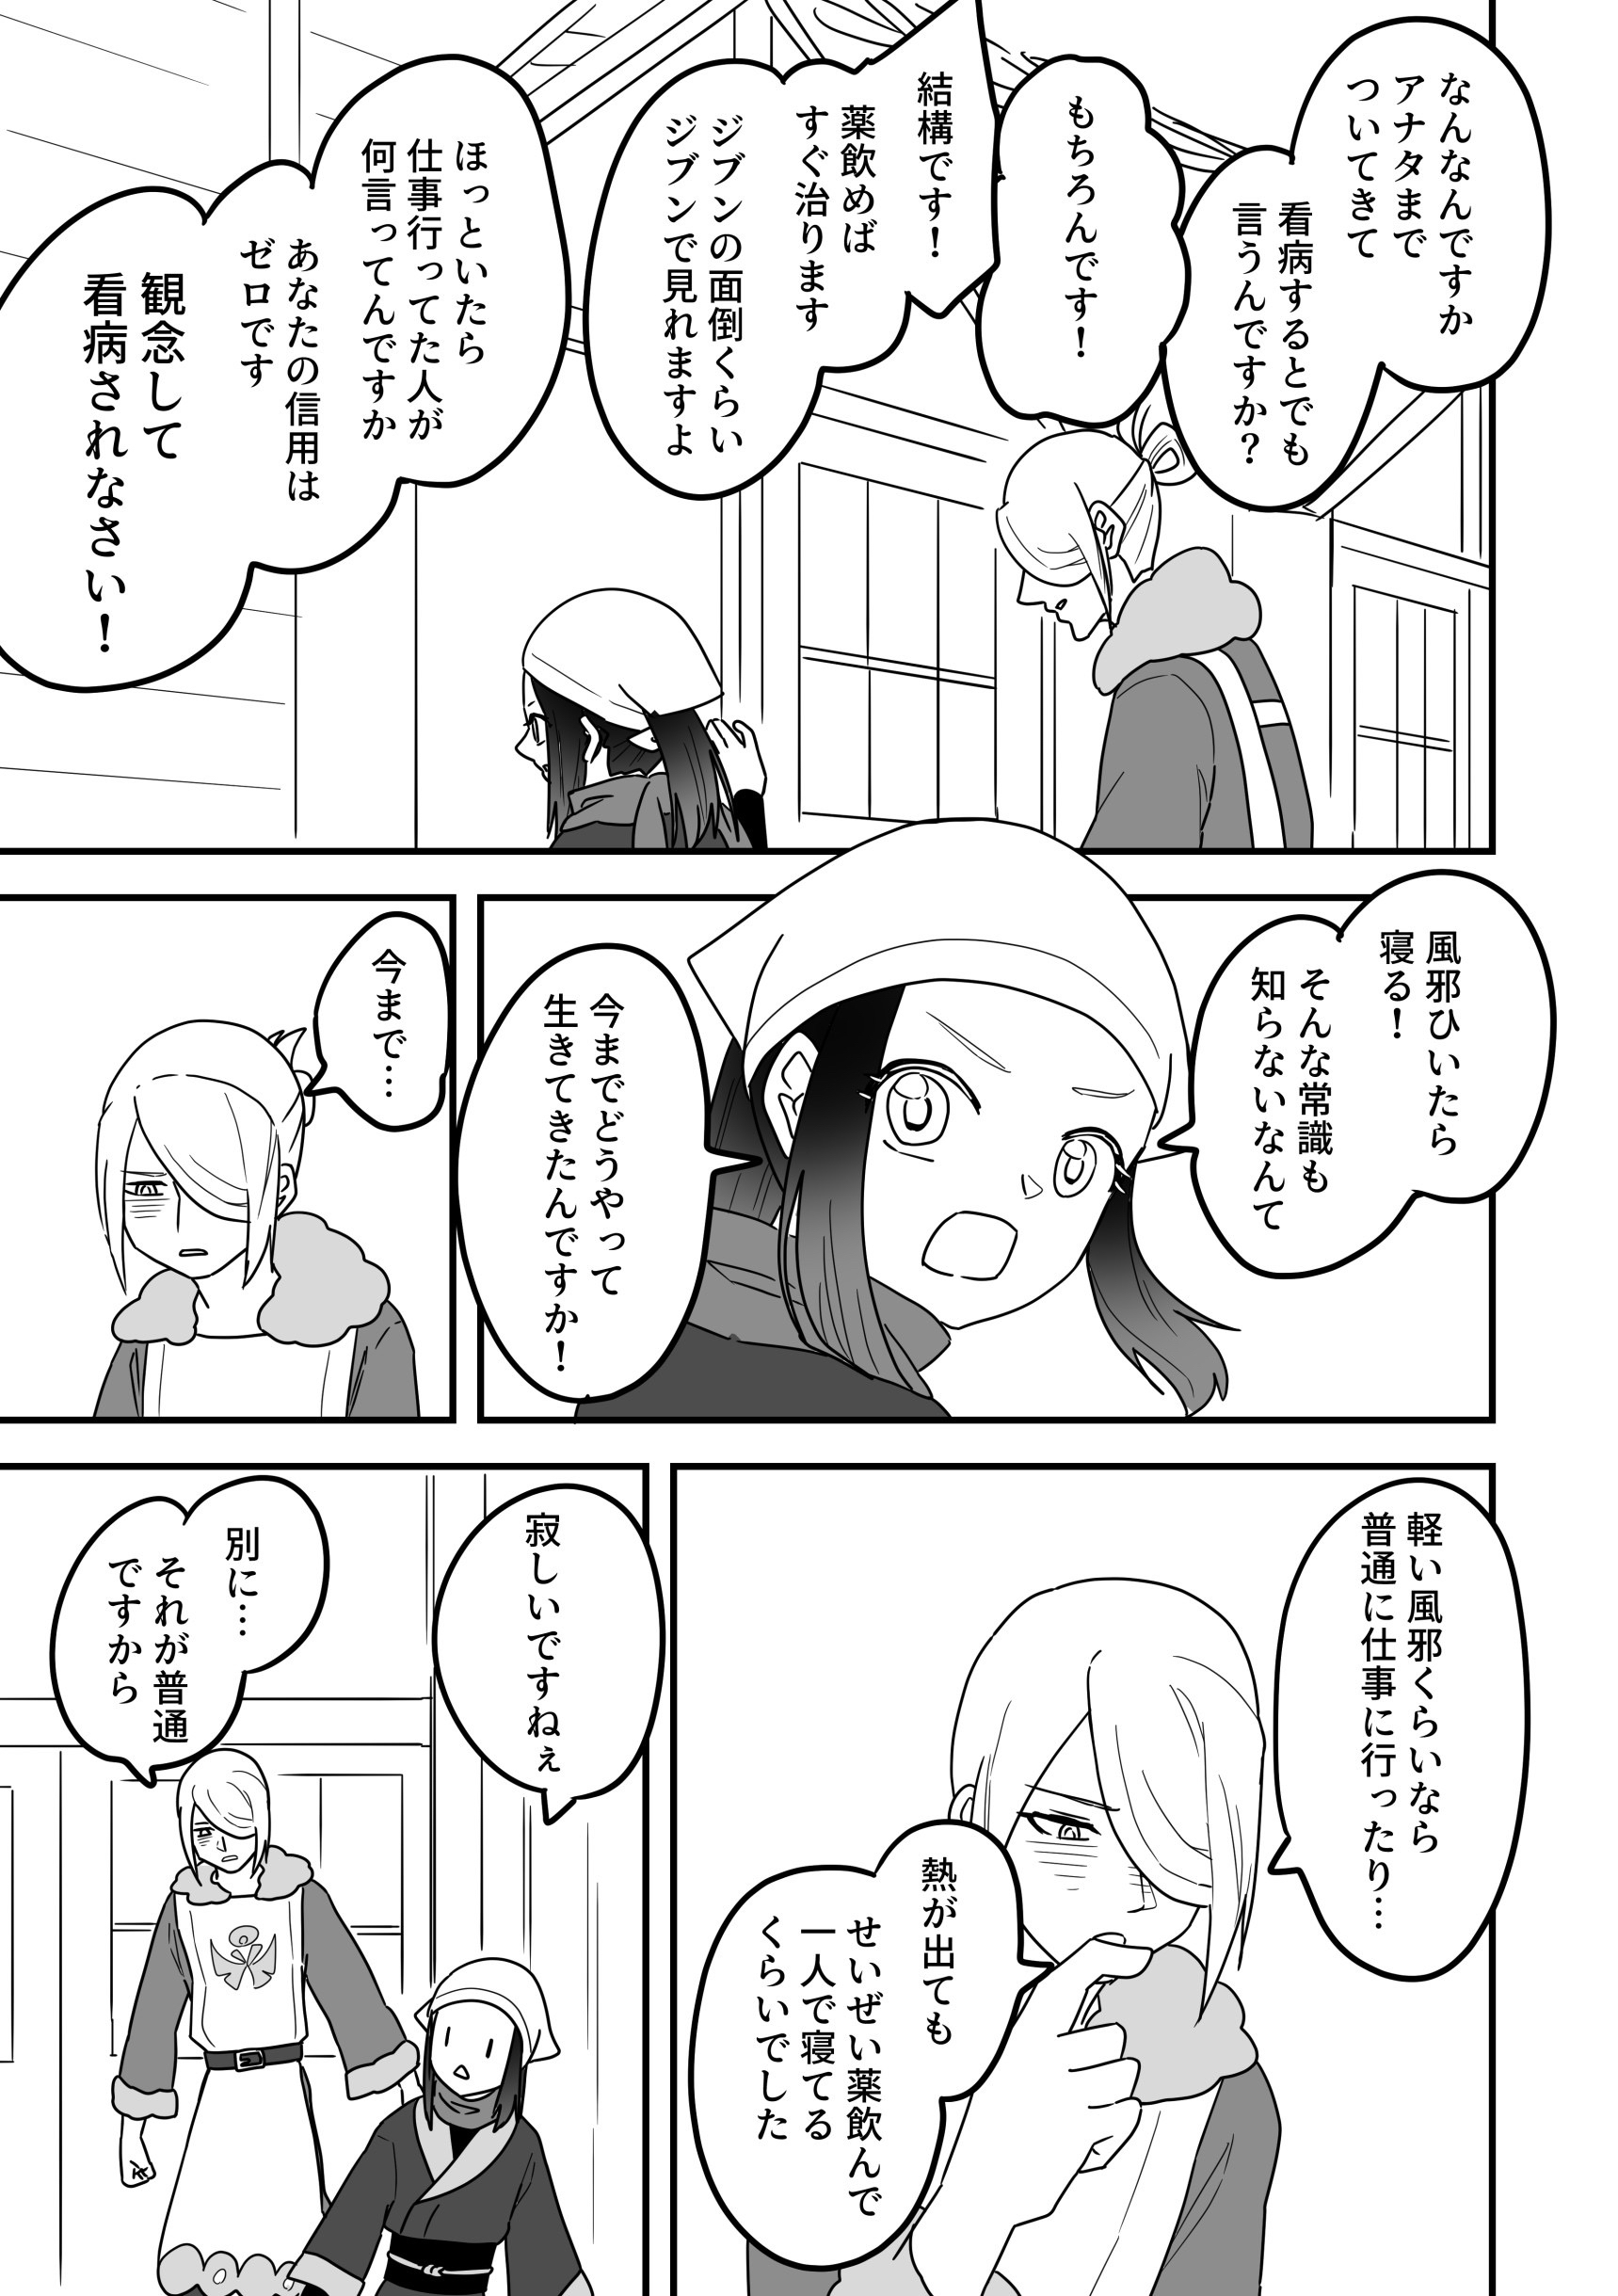 なんなんですか
アナタまで
ついてきて
看病するとでも
言うんですか?
もちろんです!
結構です!
薬飲めば
すぐ治ります
ジブンの面倒くらい
ジブンで見れますよ
ほっといたら
仕事行ってた人が
何言ってんですか
あなたの信用は
ゼロです
観念して
看病されなさい!
風邪ひいたら
寝る!
そんな常識も
知らないなんて
今までどうやって
生きてきたんですか!
今まで…
軽い風邪くらいなら
普通に仕事に行ったり…
熱が出ても
せいぜい薬飲んで
一人で寝てる
くらいでした
寂しいですねぇ
別に…
それが普通
ですから